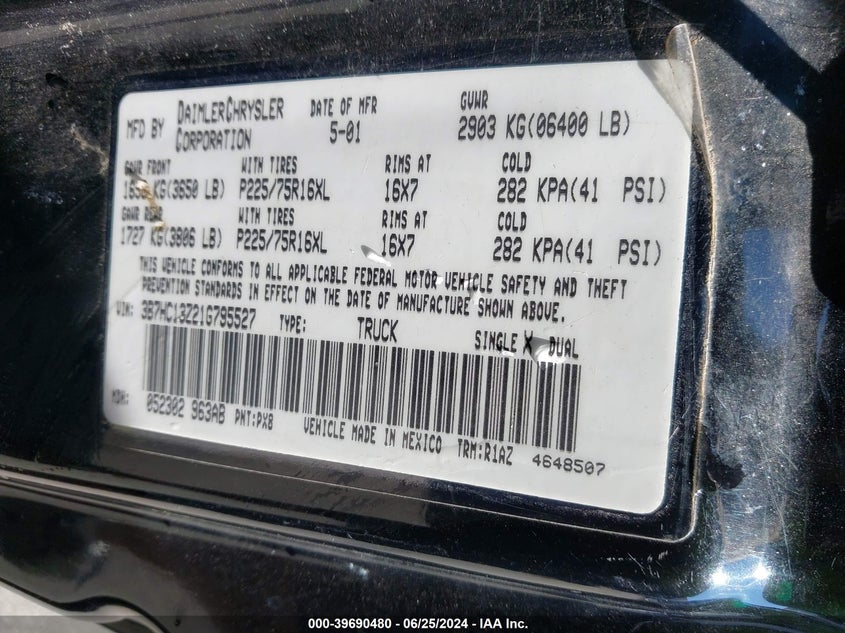 MFD BY DAIMLERCHRYSLER CORPORATION DATE OF MFR 5-01 GVWR 2903 KG(06400 LB)
GAWR FRONT WITH TIRES RIMS AT COLD
KG(3650 LB) P225/75R16XL 16X7 282 KPA(41 PSI)
GAWR REAR WITH TIRES RIMS AT COLD
1727 KG(3806 LB) P225/75R16XL 16X7 282 KPA(41 PSI)
THIS VEHICLE CONFORMS TO ALL APPLICABLE FEDERAL MOTOR VEHICLE SAFETY AND THEFT
PREVENTION STANDARDS IN EFFECT ON THE DATE OF MANUFACTURE SHOWN ABOVE.
VIN: 3B7HC13Z21G795527 TYPE: TRUCK SINGLE X DUAL
MDH: 052302 963AB PNT:PX8 VEHICLE MADE IN MEXICO TRM:R1AZ 4648507
000-39690480 - 06/25/2024 - IAA Inc.